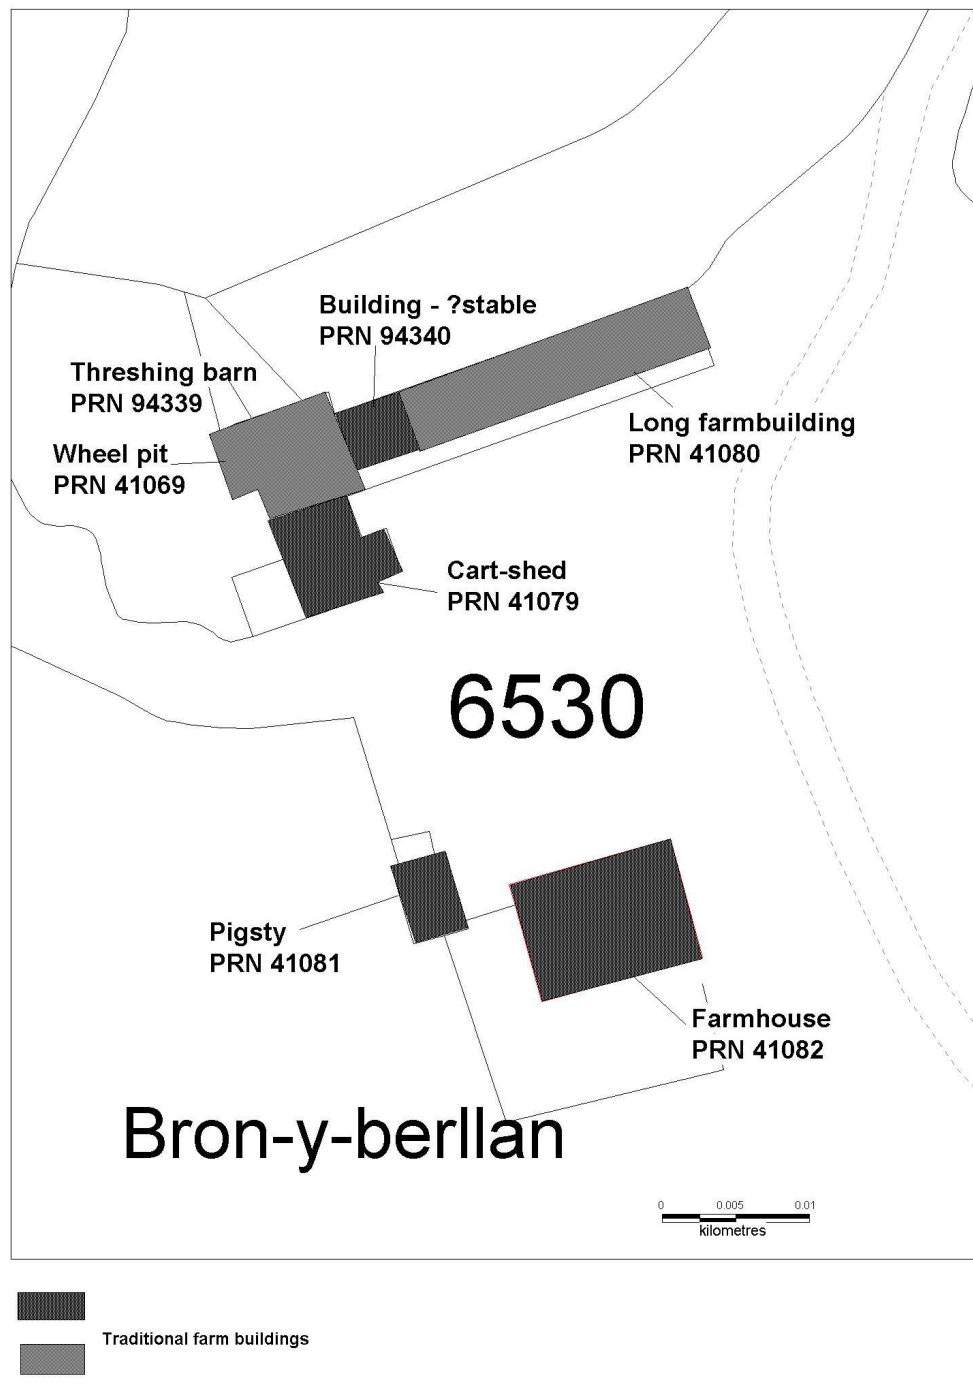 Building - ?stable
PRN 94340
Threshing barn
PRN 94339
Long farmbuilding
PRN 41080
Wheel pit
PRN 41069
Cart-shed
PRN 41079
6530
Pigsty
PRN 41081
Farmhouse
PRN 41082
Bron-y-berllan
0 0.005 0.01
kilometres
Traditional farm buildings